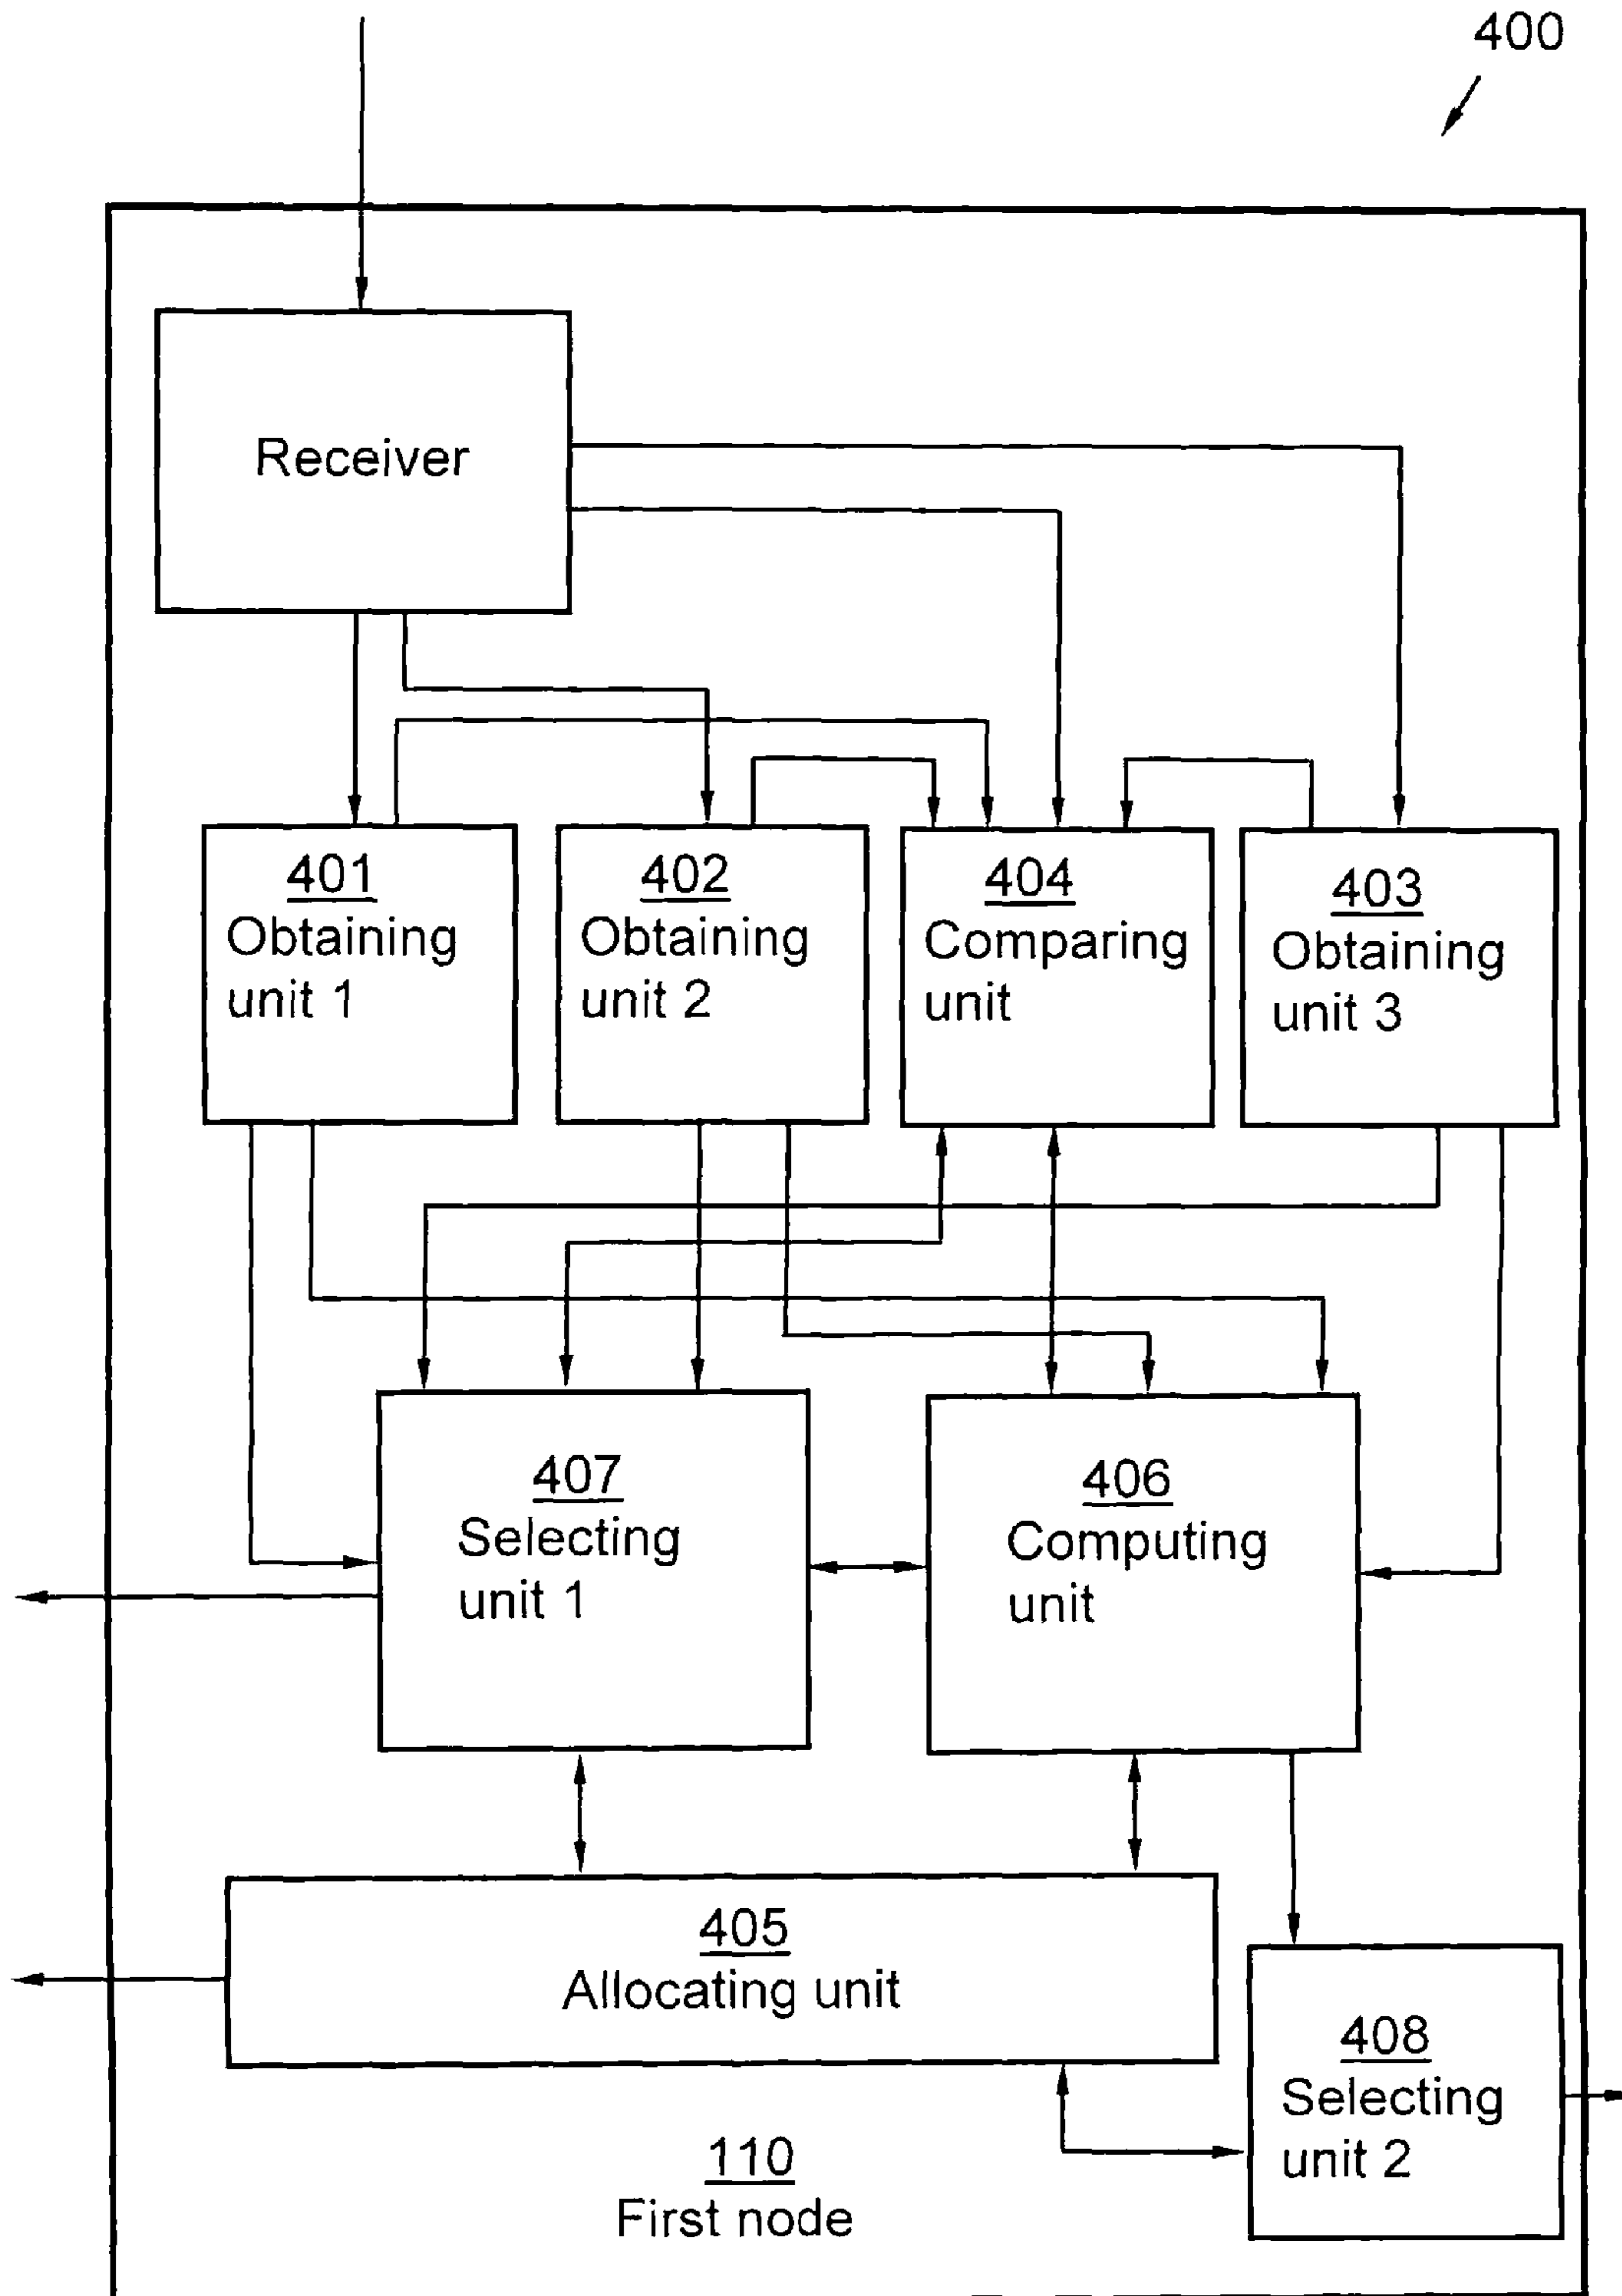 400
Receiver
401
Obtaining
unit 1
402
Obtaining
unit 2
404
Comparing
unit
403
Obtaining
unit 3
407
Selecting
unit 1
406
Computing
unit
405
Allocating unit
408
Selecting
unit 2
110
First node